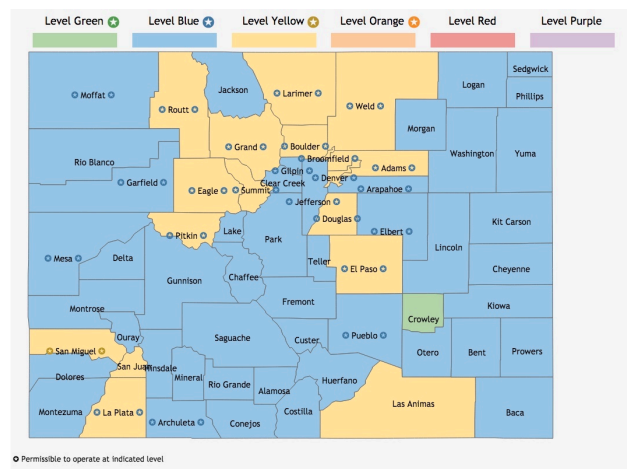 Level Green Level Blue Level Yellow Level Orange Level Red Level Purple
Sedgwick
Logan
Jackson
Moffat
Larimer
Phillips
Routt
Weld
Morgan
Grand
Boulder
Washington
Yuma
Rio Blanco
Broomfield
Adams
Gilpin
Garfield
Denver
Clear Creek
Eagle
Summit
Arapahoe
Jefferson
Douglas
Kit Carson
Lake
Elbert
Pitkin
Park
Lincoln
Mesa
Delta
Teller
El Paso
Cheyenne
Gunnison
Chaffee
Fremont
Kiowa
Montrose
Crowley
Ouray
Saguache
Custer
Pueblo
San Miguel
Otero
Bent
Prowers
San Juan
Hinsdale
Dolores
Mineral
Rio Grande
Huerfano
Alamosa
Las Animas
Montezuma
La Plata
Costilla
Baca
Archuleta
Conejos
Permissible to operate at indicated level